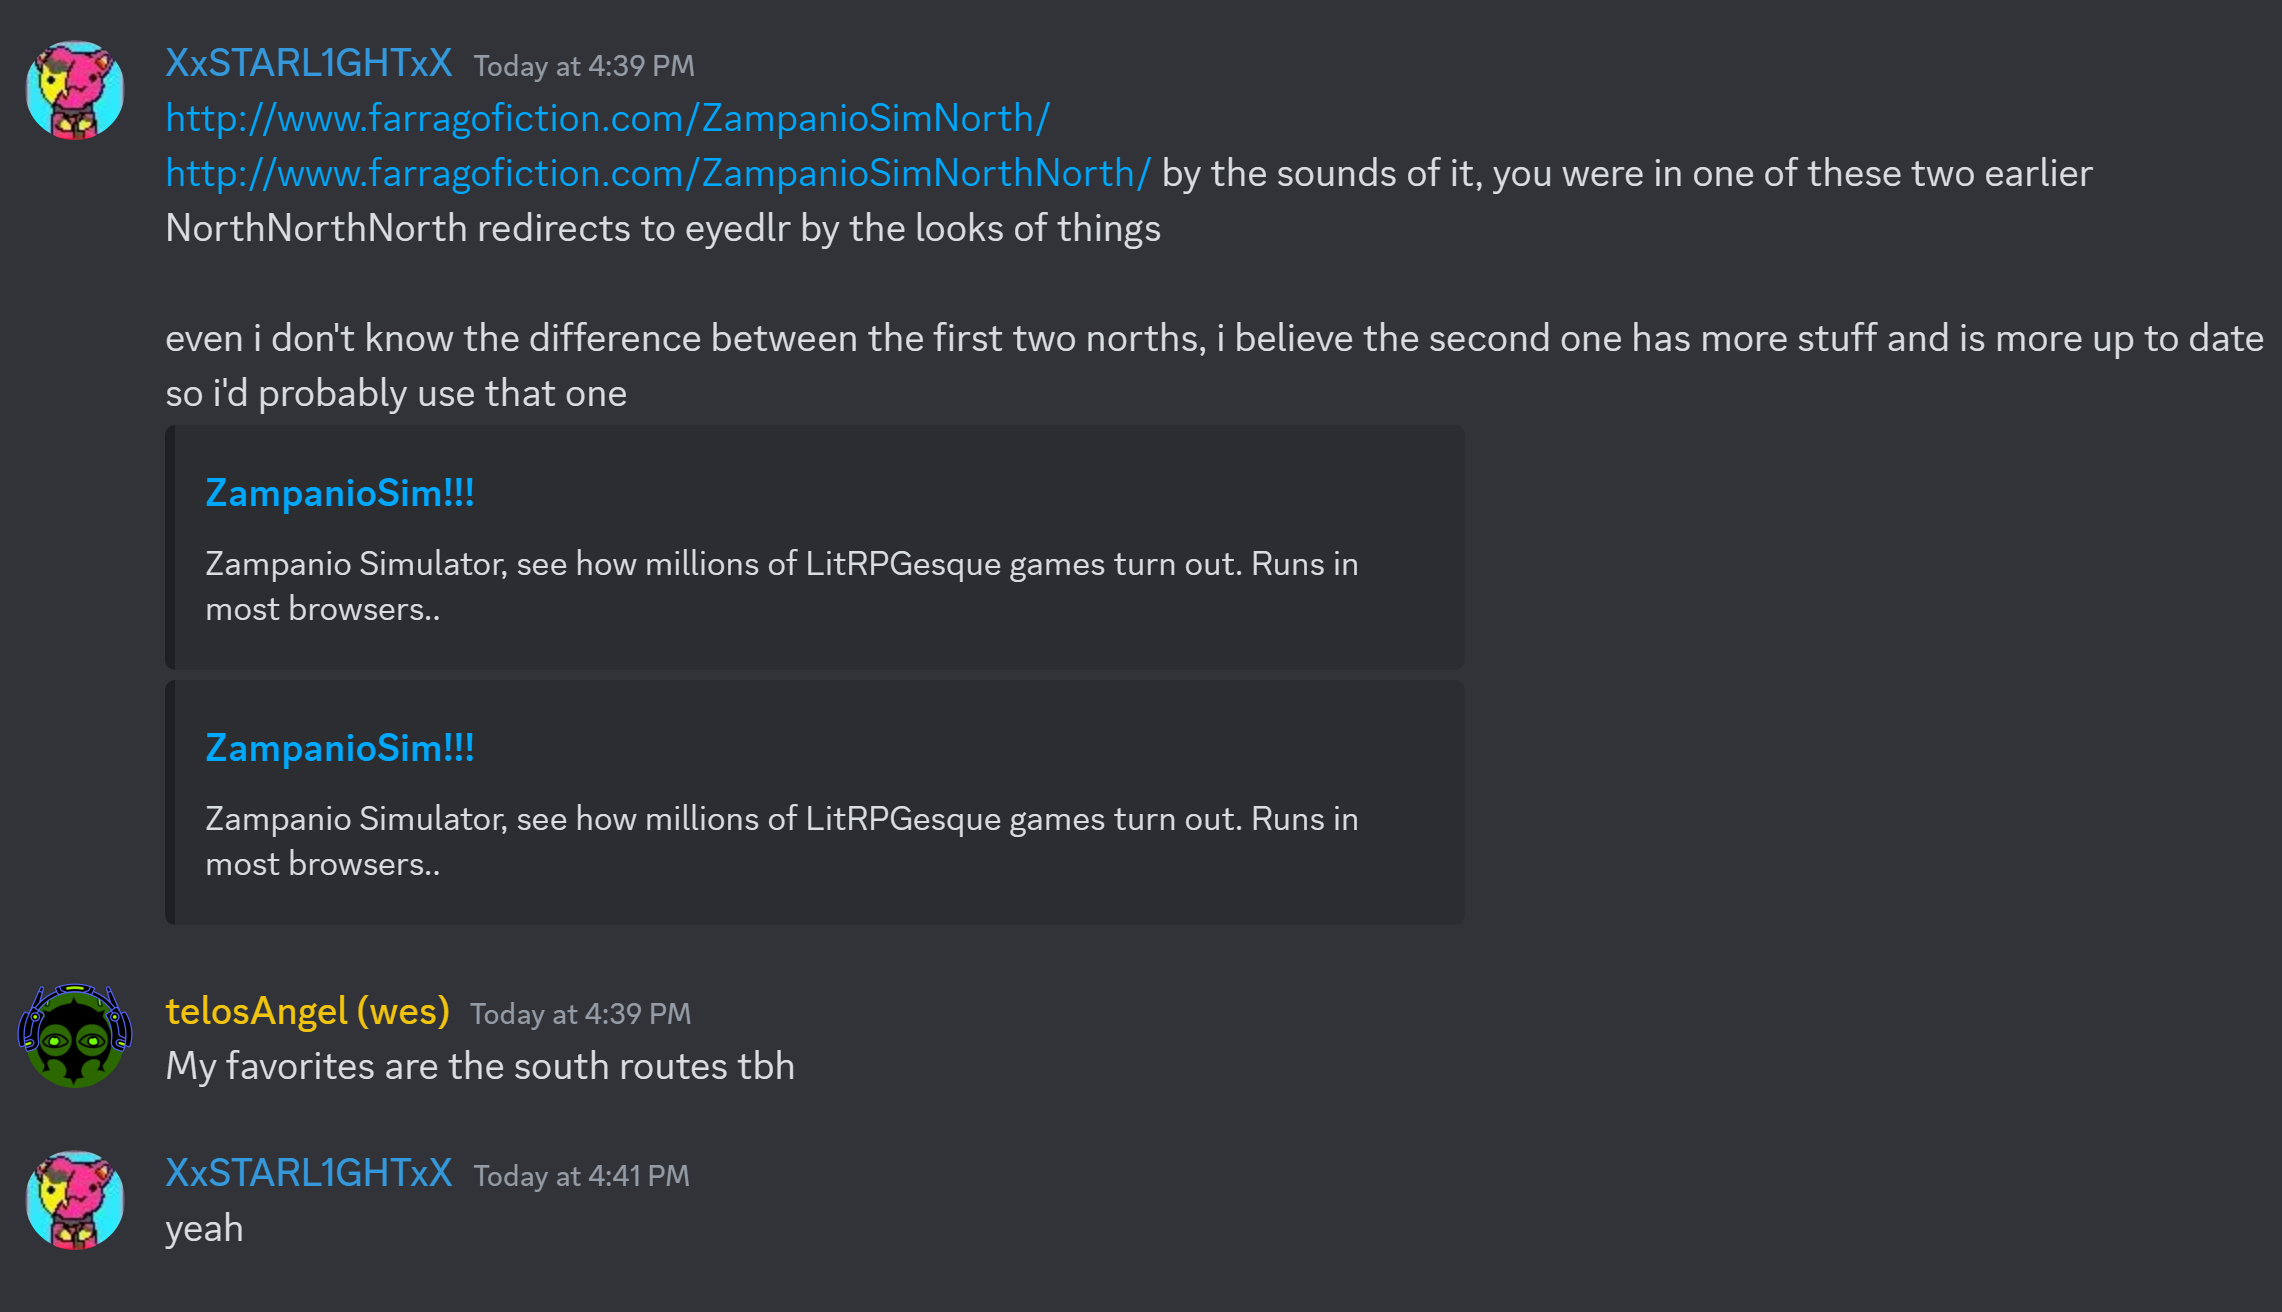 XxSTARL1GHTxX Today at 4:39 PM
http://www.farragofiction.com/ZampanioSimNorth/
http://www.farragofiction.com/ZampanioSimNorthNorth/ by the sounds of it, you were in one of these two earlier
NorthNorthNorth redirects to eyedlr by the looks of things
even i don't know the difference between the first two norths, i believe the second one has more stuff and is more up to date
so i'd probably use that one
ZampanioSim!!!
Zampanio Simulator, see how millions of LitRPGesque games turn out. Runs in
most browsers..
ZampanioSim!!!
Zampanio Simulator, see how millions of LitRPGesque games turn out. Runs in
most browsers..
telosAngel (wes) Today at 4:39 PM
My favorites are the south routes tbh
XxSTARL1GHTxX Today at 4:41 PM
yeah